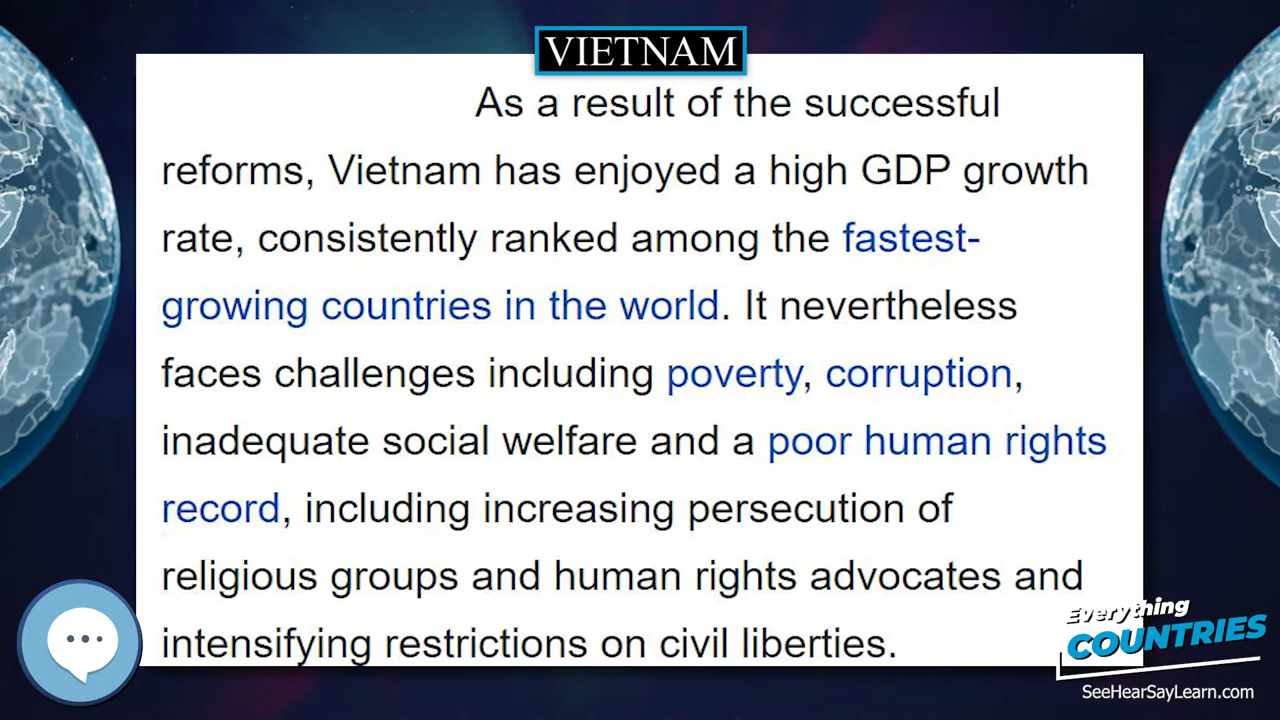 VIETNAM
As a result of the successful
reforms, Vietnam has enjoyed a high GDP growth
rate, consistently ranked among the fastest-
growing countries in the world. It nevertheless
faces challenges including poverty, corruption,
inadequate social welfare and a poor human rights
record, including increasing persecution of
religious groups and human rights advocates and
intensifying restrictions on civil liberties.
Everything
COUNTRIES
SeeHearSayLearn.com